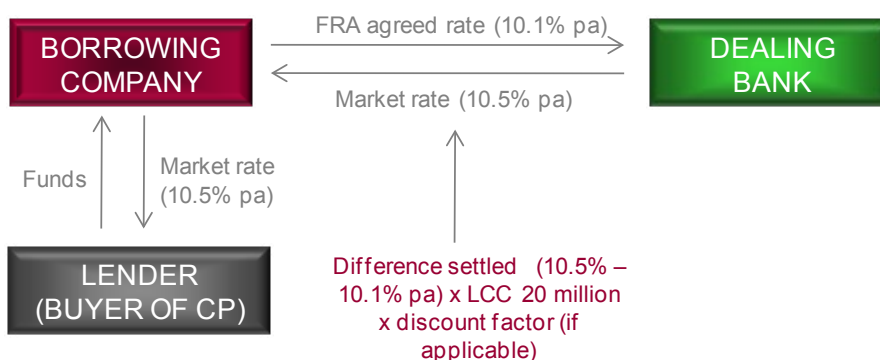 FRA agreed rate (10.1% pa)
BORROWING
COMPANY
DEALING
BANK
Market rate (10.5% pa)
Funds
Market rate
(10.5% pa)
LENDER
(BUYER OF CP)
Difference settled (10.5% –
10.1% pa) x LCC 20 million
x discount factor (if
applicable)